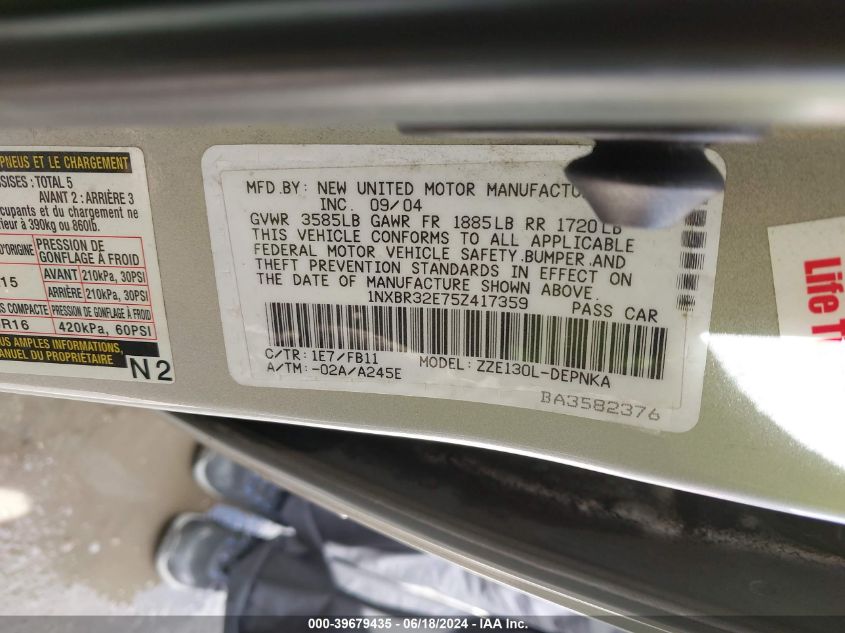 PNEUS ET LE CHARGEMENT
SISES : TOTAL 5
AVANT 2 : ARRIÈRE 3
cupants et du chargement ne
rieur à 390kg ou 860lb.
D'ORIGINE PRESSION DE GONFLAGE À FROID
15 AVANT 210kPa, 30PSI
ARRIÈRE 210kPa, 30PSI
S COMPACTE PRESSION DE GONFLAGE À FROID
R16 420kPa, 60PSI
US AMPLES INFORMATIONS,
ANUEL DU PROPRIÉTAIRE
N2
MFD.BY: NEW UNITED MOTOR MANUFACTU
INC. 09/04
GVWR 3585LB GAWR FR 1885LB RR 1720LB
THIS VEHICLE CONFORMS TO ALL APPLICABLE
FEDERAL MOTOR VEHICLE SAFETY.BUMPER.AND
THEFT PREVENTION STANDARDS IN EFFECT ON
THE DATE OF MANUFACTURE SHOWN ABOVE.
1NXBR32E75Z417359
PASS CAR
C/TR: 1E7/FB11 MODEL: ZZE130L-DEPNKA
A/TM: -02A/A245E
BA3582376
Life T
000-39679435 - 06/18/2024 - IAA Inc.